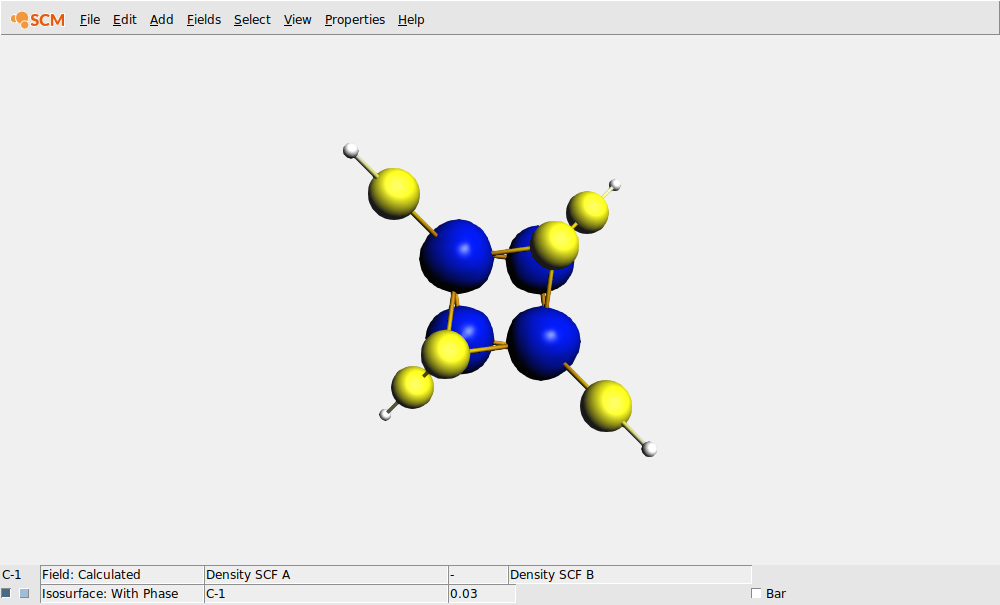 SCM File Edit Add Fields Select View Properties Help
C-1 Field: Calculated Density SCF A - Density SCF B
Isosurface: With Phase C-1 0.03 Bar